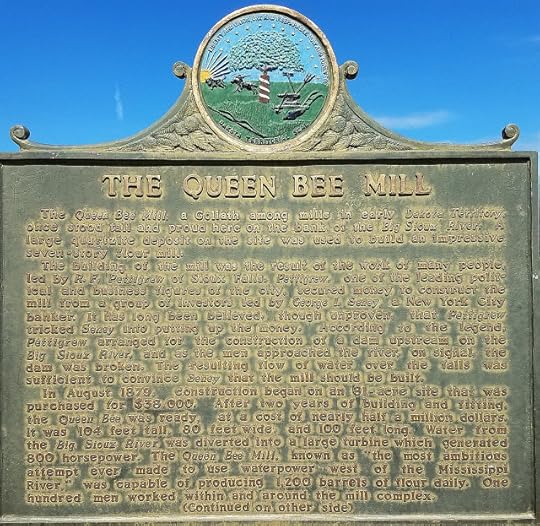 THE QUEEN BEE MILL
The Queen Bee Mill, a Goliath among mills in early Dakota Territory,
once stood tall and proud here on the bank of the Big Sioux River. A
large quartzite deposit on the site was used to build an impressive
seven-story flour mill.
The building of the mill was the result of the work of many people,
led by R.F. Pettigrew of Sioux Falls. Pettigrew, one of the leading poli-
tical and business figures of the city, secured money to construct the
mill from a group of investors led by George I. Seney, a New York City
banker. It has long been believed, though unproven, that Pettigrew
tricked Seney into putting up the money. According to the legend,
Pettigrew arranged for the construction of a dam upstream on the
Big Sioux River, and as the men approached the river, on signal, the
dam was broken. The resulting flow of water over the falls was
sufficient to convince Seney that the mill should be built.
In August 1879, construction began on an 81-acre site that was
purchased for $38,000. After two years of building and fitting,
the Queen Bee was ready, at a cost of nearly half a million dollars.
It was 104 feet tall, 80 feet wide, and 100 feet long. Water from
the Big Sioux River was diverted into a large turbine which generated
800 horsepower. The Queen Bee Mill, known as "the most ambitious
attempt ever made to use waterpower west of the Mississippi
River," was capable of producing 1,200 barrels of flour daily. One
hundred men worked within and around the mill complex.
(Continued on other side)